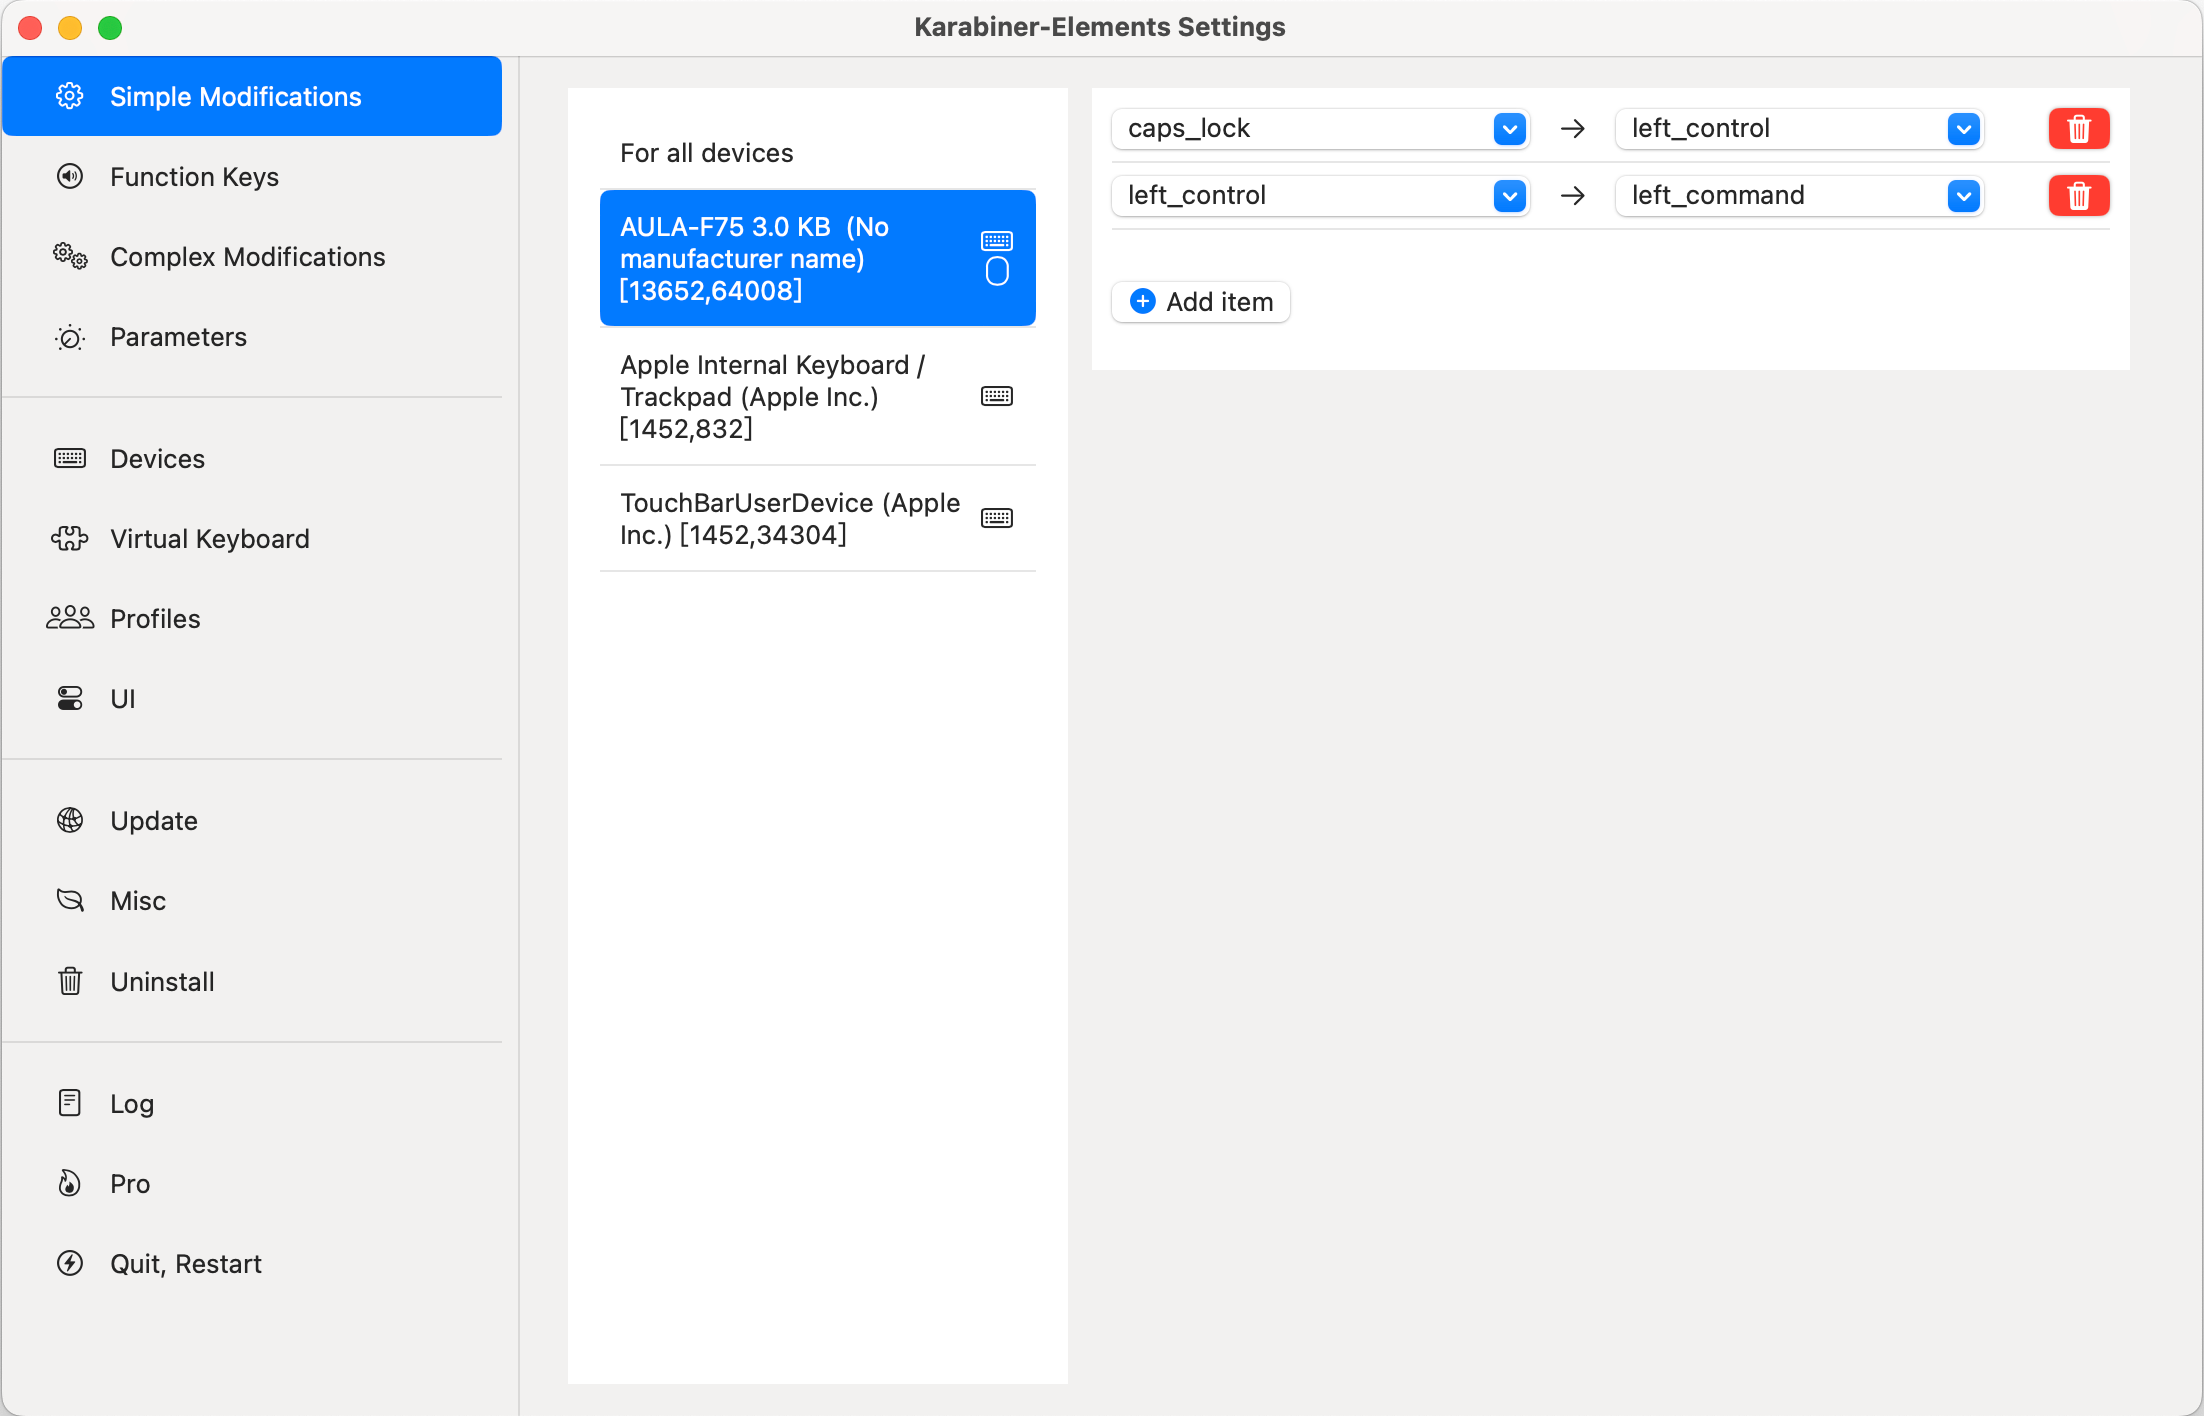 Karabiner-Elements Settings
Simple Modifications
Function Keys
Complex Modifications
Parameters
Devices
Virtual Keyboard
Profiles
UI
Update
Misc
Uninstall
Log
Pro
Quit, Restart
For all devices
AULA-F75 3.0 KB  (No
manufacturer name)
[13652,64008]
Apple Internal Keyboard /
Trackpad (Apple Inc.)
[1452,832]
TouchBarUserDevice (Apple
Inc.) [1452,34304]
caps_lock → left_control
left_control → left_command
Add item